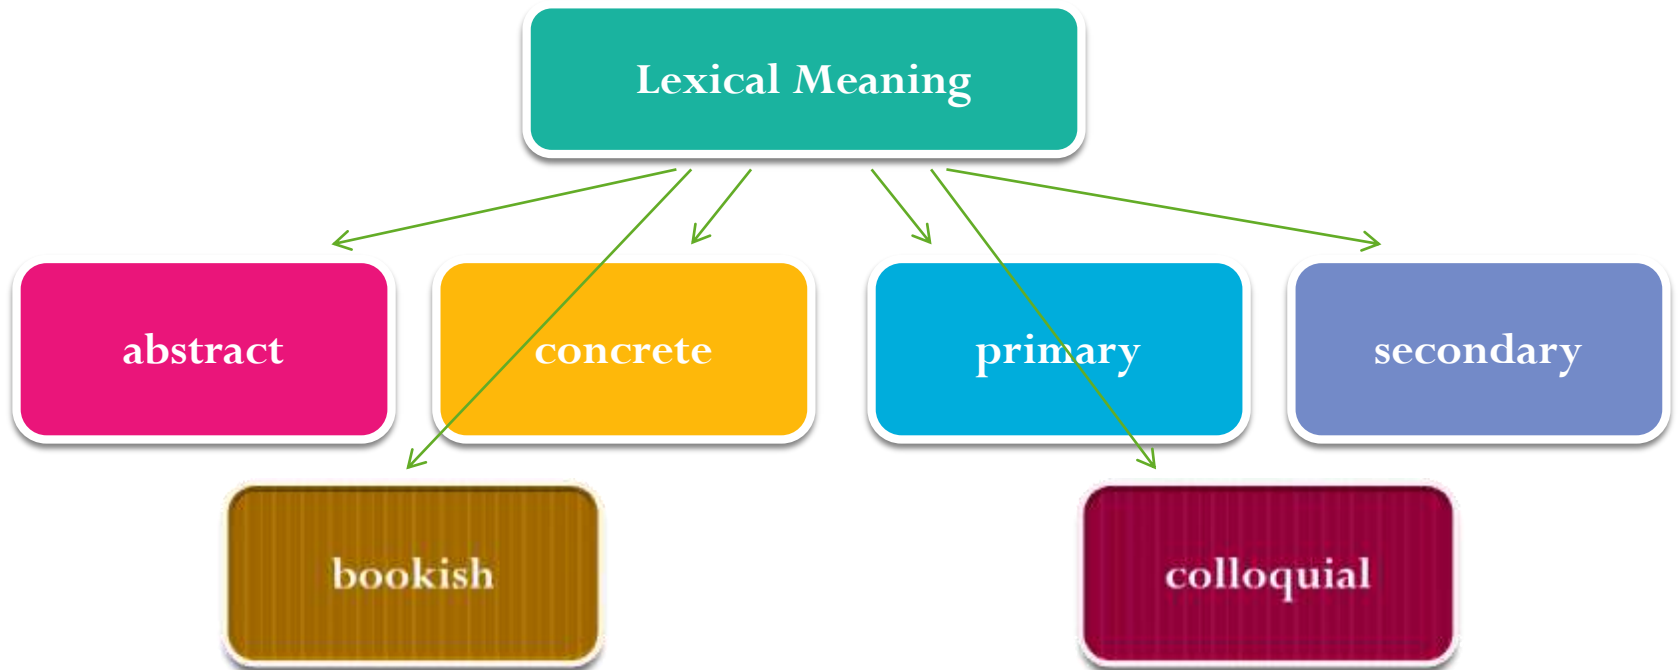 Lexical Meaning
abstract
concrete
primary
secondary
bookish
colloquial